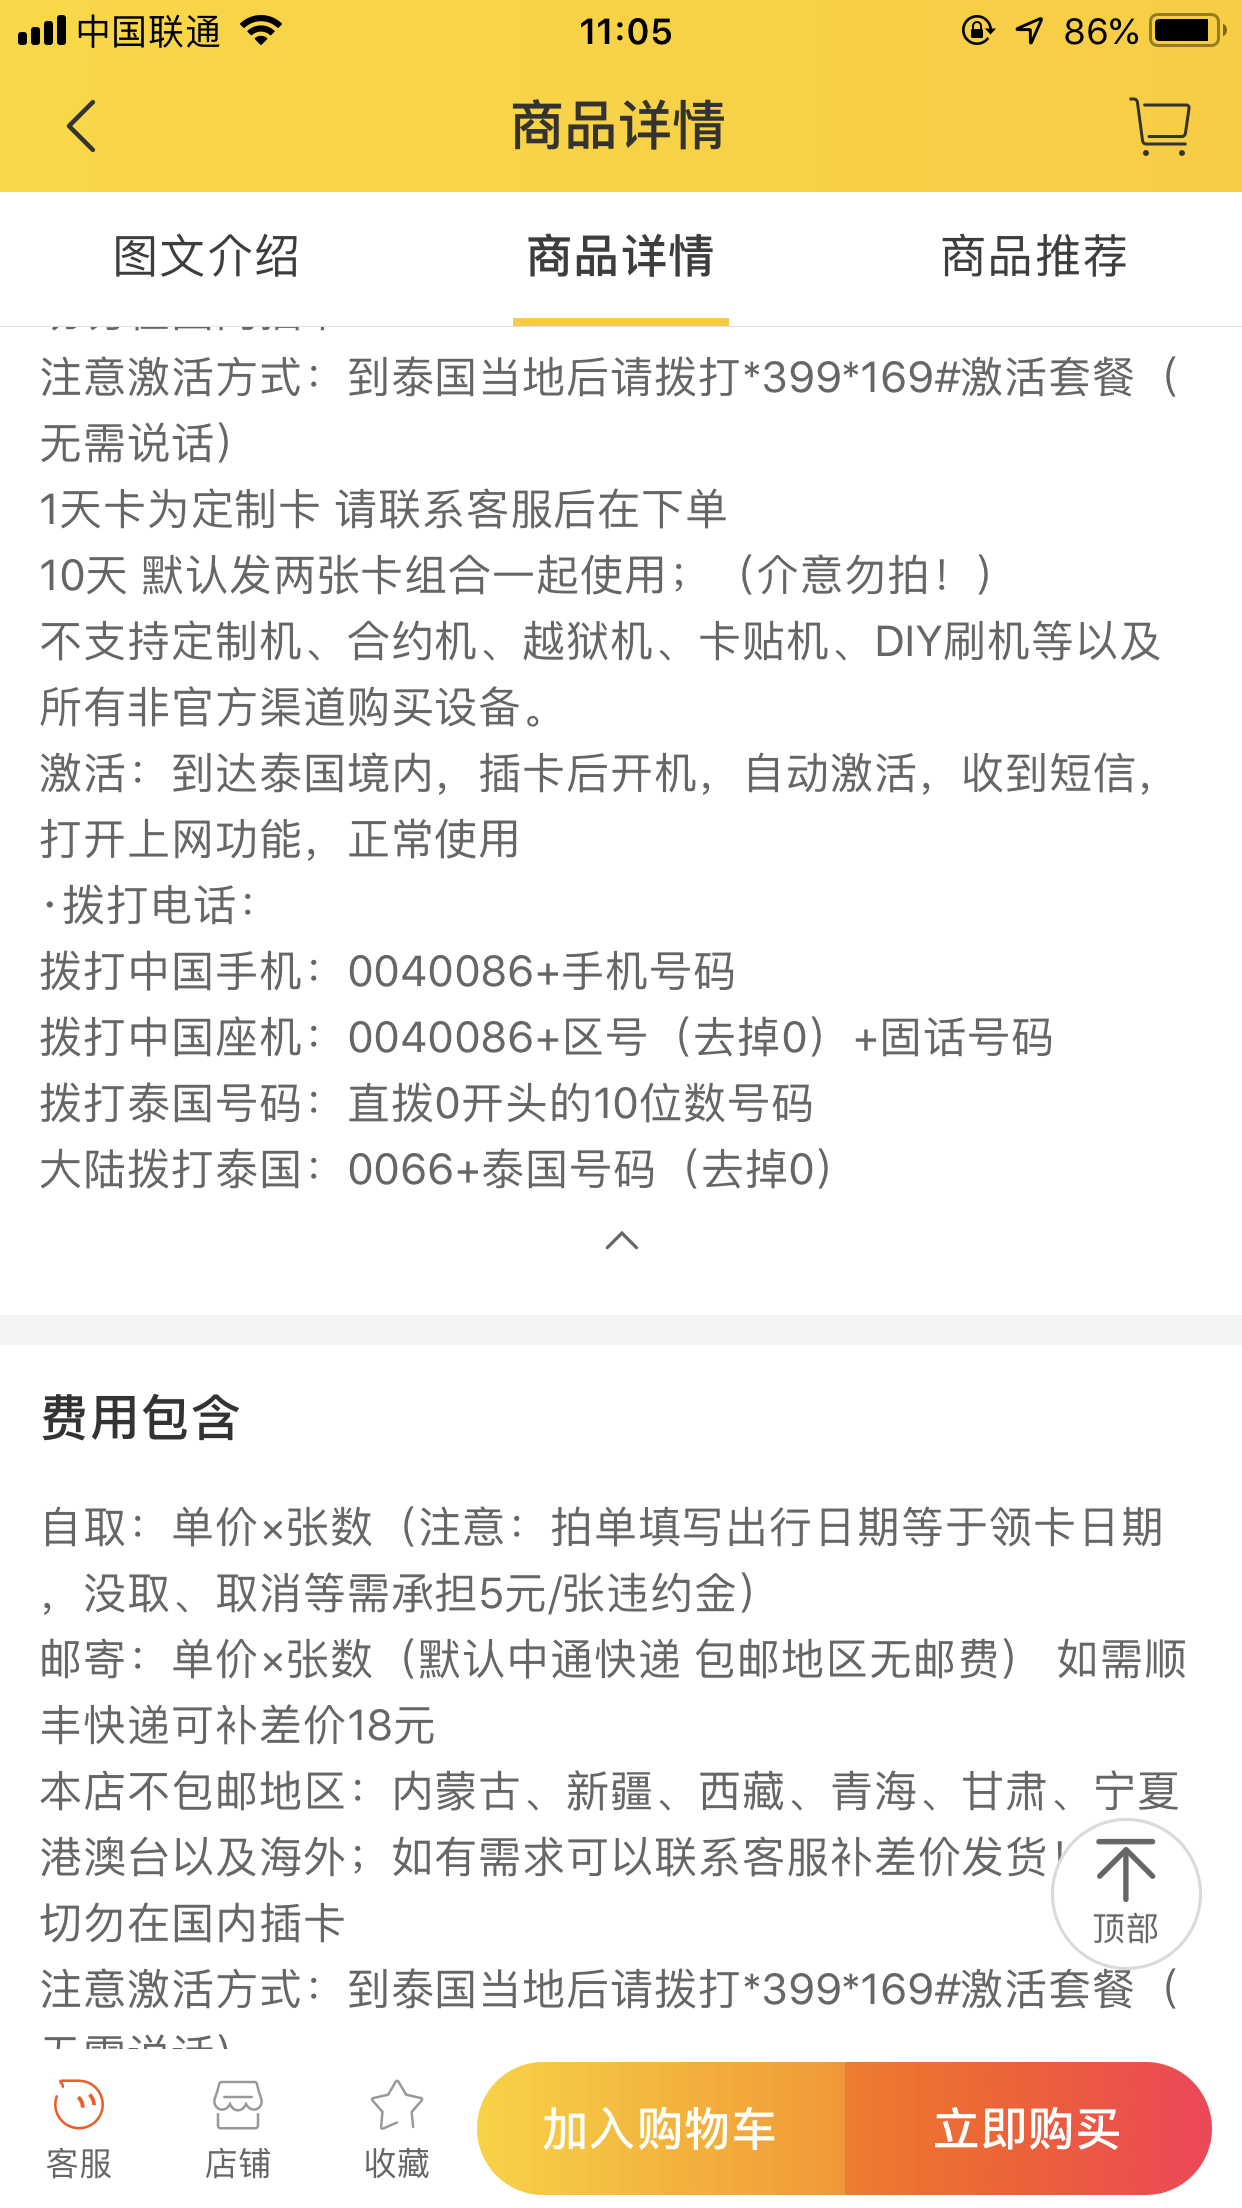 中国联通
11:05
86%
商品详情
图文介绍
商品详情
商品推荐
注意激活方式：到泰国当地后请拨打*399*169#激活套餐（
无需说话）
1天卡为定制卡 请联系客服后在下单
10天 默认发两张卡组合一起使用；（介意勿拍！）
不支持定制机、合约机、越狱机、卡贴机、DIY刷机等以及
所有非官方渠道购买设备。
激活：到达泰国境内，插卡后开机，自动激活，收到短信，
打开上网功能，正常使用
·拨打电话：
拨打中国手机：0040086+手机号码
拨打中国座机：0040086+区号（去掉0）+固话号码
拨打泰国号码：直拨0开头的10位数号码
大陆拨打泰国：0066+泰国号码（去掉0）
费用包含
自取：单价×张数（注意：拍单填写出行日期等于领卡日期
，没取、取消等需承担5元/张违约金）
邮寄：单价×张数（默认中通快递 包邮地区无邮费） 如需顺
丰快递可补差价18元
本店不包邮地区：内蒙古、新疆、西藏、青海、甘肃、宁夏
港澳台以及海外；如有需求可以联系客服补差价发货！
切勿在国内插卡
顶部
注意激活方式：到泰国当地后请拨打*399*169#激活套餐（
无需说话）
客服
店铺
收藏
加入购物车
立即购买